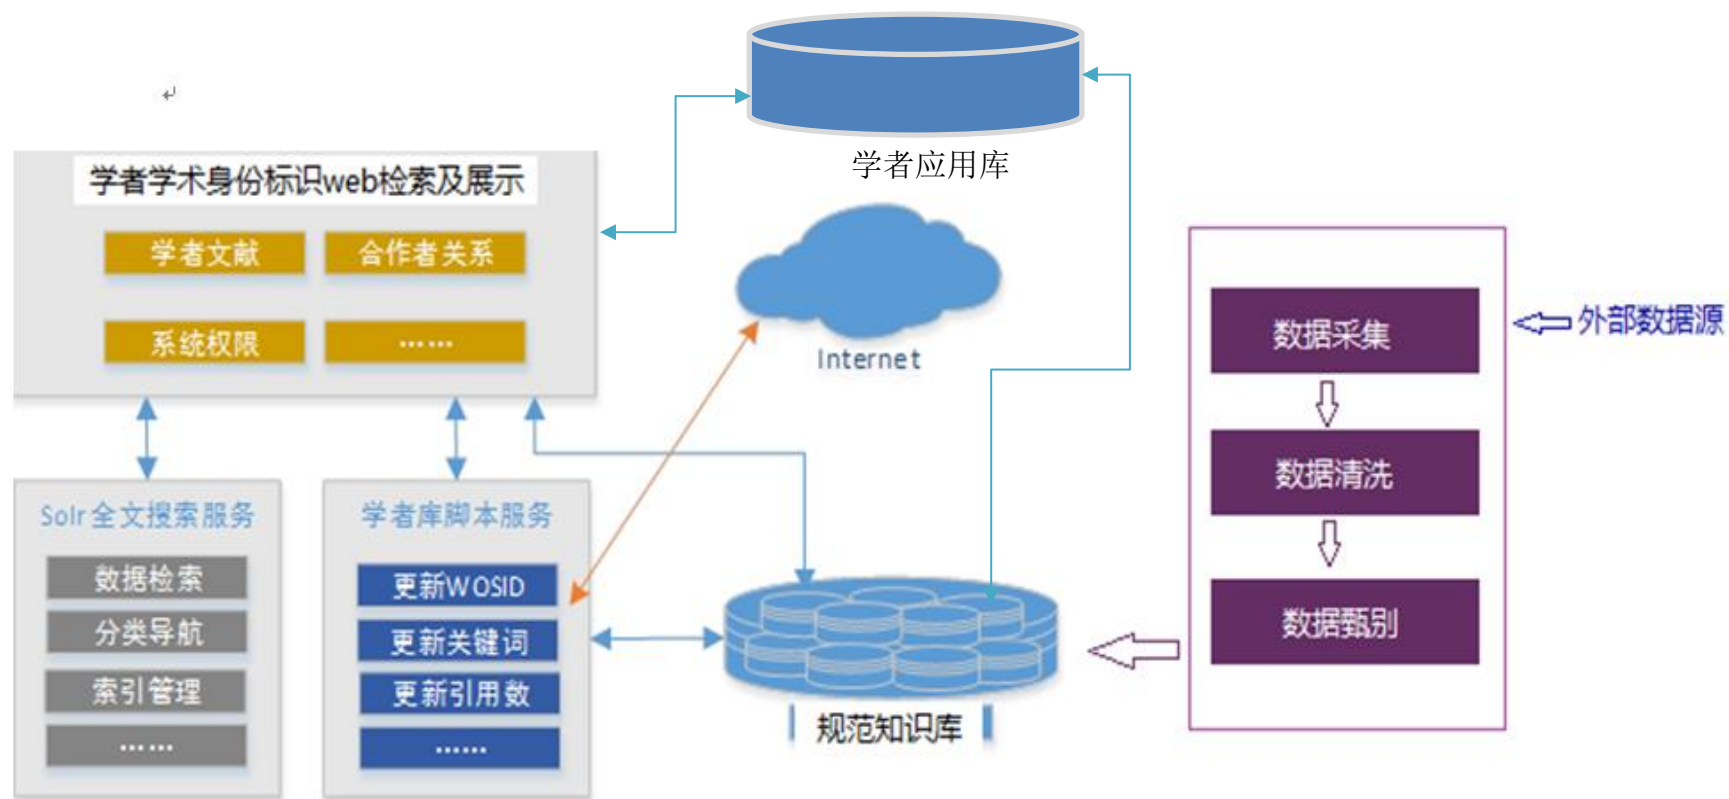 学者应用库
学者学术身份标识web检索及展示
学者文献
合作者关系
系统权限
……
Internet
外部数据源
数据采集
数据清洗
数据甄别
Solr全文搜索服务
数据检索
分类导航
索引管理
……
学者库脚本服务
更新WOSID
更新关键词
更新引用数
……
规范知识库